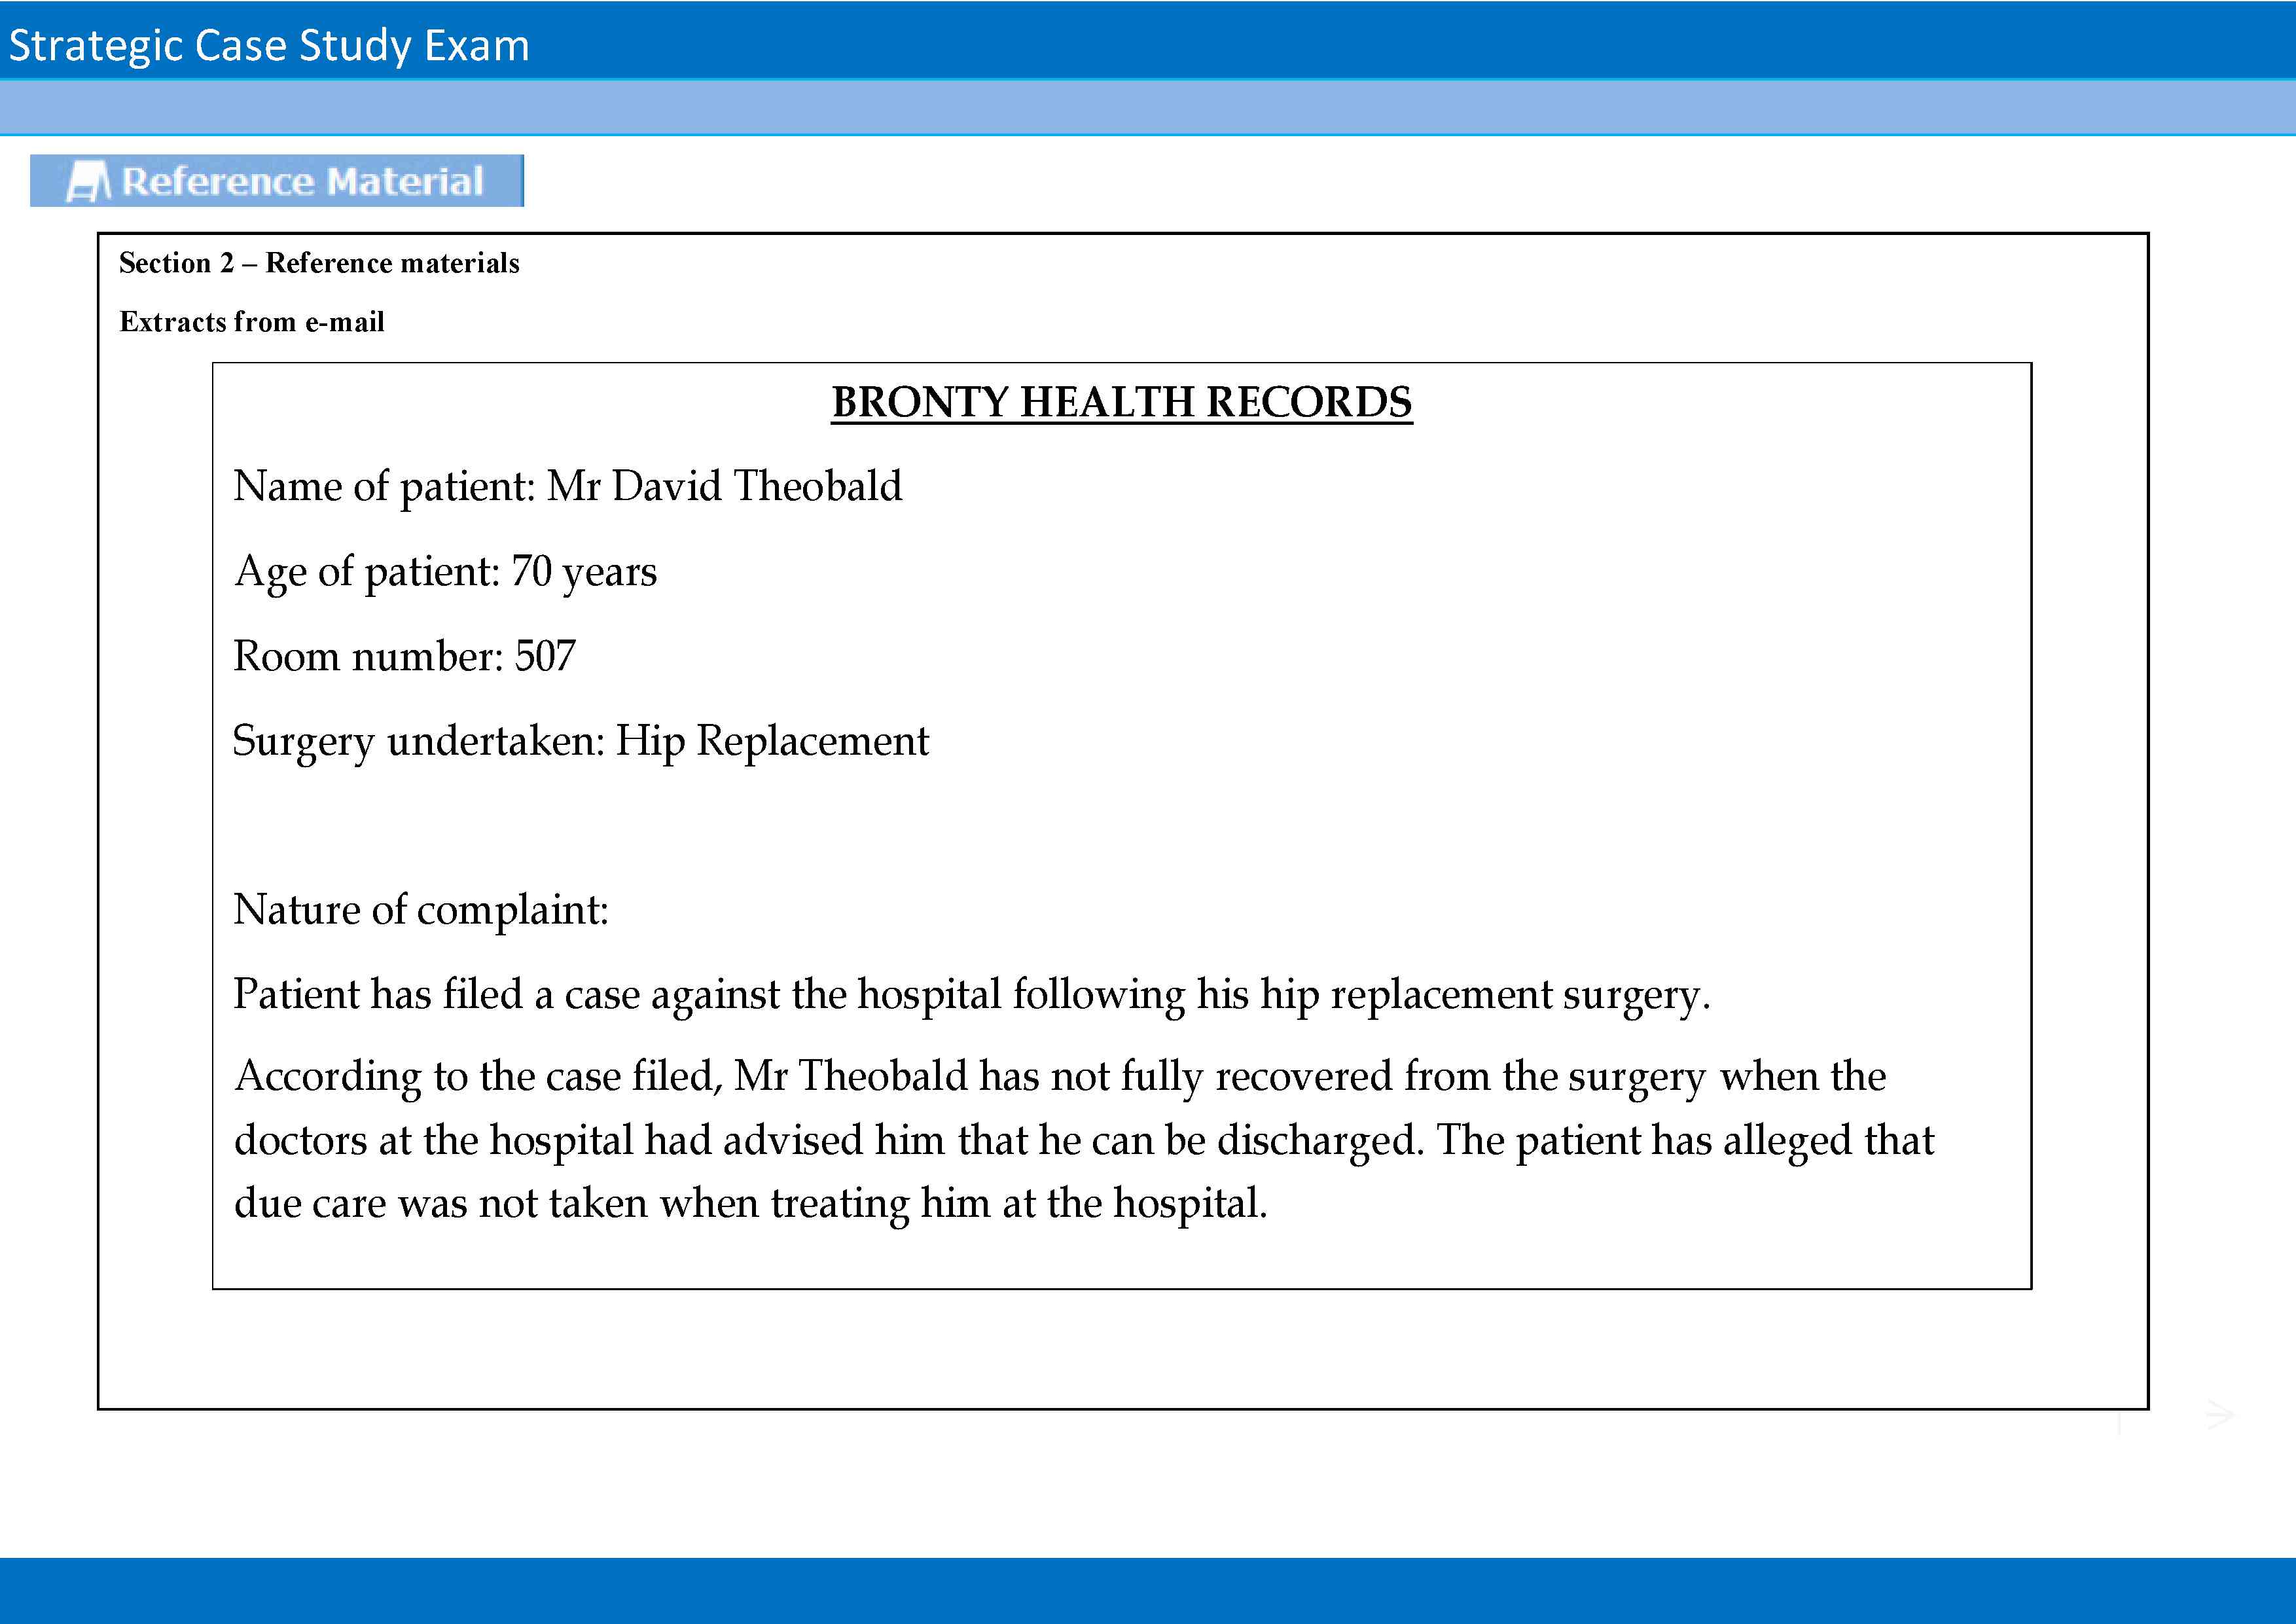 Strategic Case Study Exam
Reference Material
Section 2 – Reference materials
Extracts from e-mail
BRONTY HEALTH RECORDS
Name of patient: Mr David Theobald
Age of patient: 70 years
Room number: 507
Surgery undertaken: Hip Replacement
Nature of complaint:
Patient has filed a case against the hospital following his hip replacement surgery.
According to the case filed, Mr Theobald has not fully recovered from the surgery when the
doctors at the hospital had advised him that he can be discharged. The patient has alleged that
due care was not taken when treating him at the hospital.